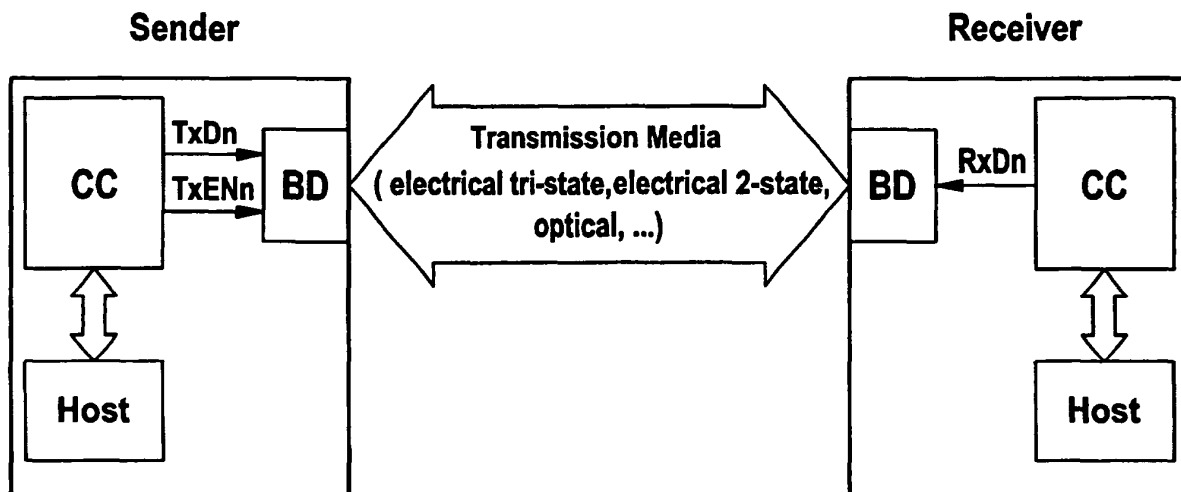 Sender
Receiver
CC
TxDn
TxENn
BD
Host
Transmission Media
( electrical tri-state,electrical 2-state,
optical, ...)
BD
RxDn
CC
Host